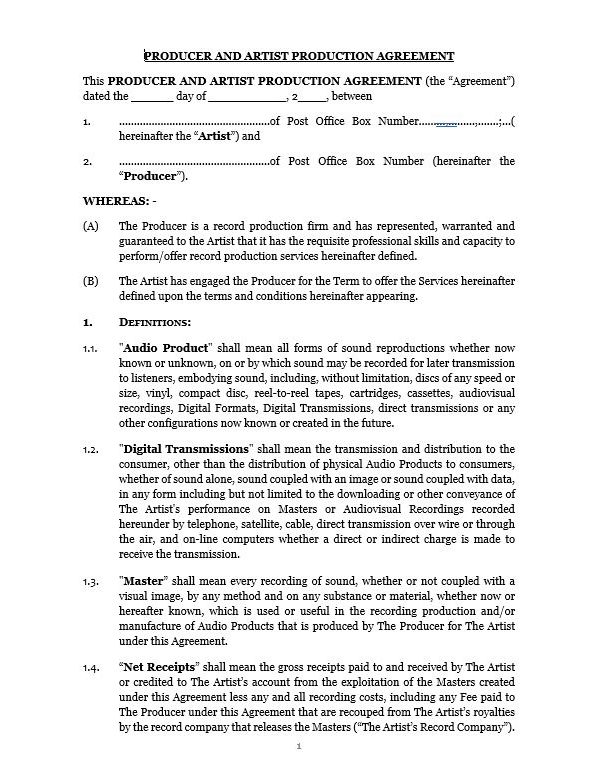 PRODUCER AND ARTIST PRODUCTION AGREEMENT
This PRODUCER AND ARTIST PRODUCTION AGREEMENT (the “Agreement”)
dated the _______ day of _____________, 2_____, between
1. ..................................................of Post Office Box Number......_____......;.......;...(
hereinafter the “Artist”) and
2. ..................................................of Post Office Box Number (hereinafter the
“Producer”).
WHEREAS: -
(A) The Producer is a record production firm and has represented, warranted and
guaranteed to the Artist that it has the requisite professional skills and capacity to
perform/offer record production services hereinafter defined.
(B) The Artist has engaged the Producer for the Term to offer the Services hereinafter
defined upon the terms and conditions hereinafter appearing.
1. DEFINITIONS:
1.1. "Audio Product" shall mean all forms of sound reproductions whether now
known or unknown, on or by which sound may be recorded for later transmission
to listeners, embodying sound, including, without limitation, discs of any speed or
size, vinyl, compact disc, reel-to-reel tapes, cartridges, cassettes, audiovisual
recordings, Digital Formats, Digital Transmissions, direct transmissions or any
other configurations now known or created in the future.
1.2. "Digital Transmissions" shall mean the transmission and distribution to the
consumer, other than the distribution of physical Audio Products to consumers,
whether of sound alone, sound coupled with an image or sound coupled with data,
in any form including but not limited to the downloading or other conveyance of
The Artist’s performance on Masters or Audiovisual Recordings recorded
hereunder by telephone, satellite, cable, direct transmission over wire or through
the air, and on-line computers whether a direct or indirect charge is made to
receive the transmission.
1.3. "Master” shall mean every recording of sound, whether or not coupled with a
visual image, by any method and on any substance or material, whether now or
hereafter known, which is used or useful in the recording production and/or
manufacture of Audio Products that is produced by The Producer for The Artist
under this Agreement.
1.4. “Net Receipts” shall mean the gross receipts paid to and received by The Artist
or credited to The Artist’s account from the exploitation of the Masters created
under this Agreement less any and all recording costs, including any Fee paid to
The Producer under this Agreement that are recouped from The Artist’s royalties
by the record company that releases the Masters (“The Artist’s Record Company”).
1